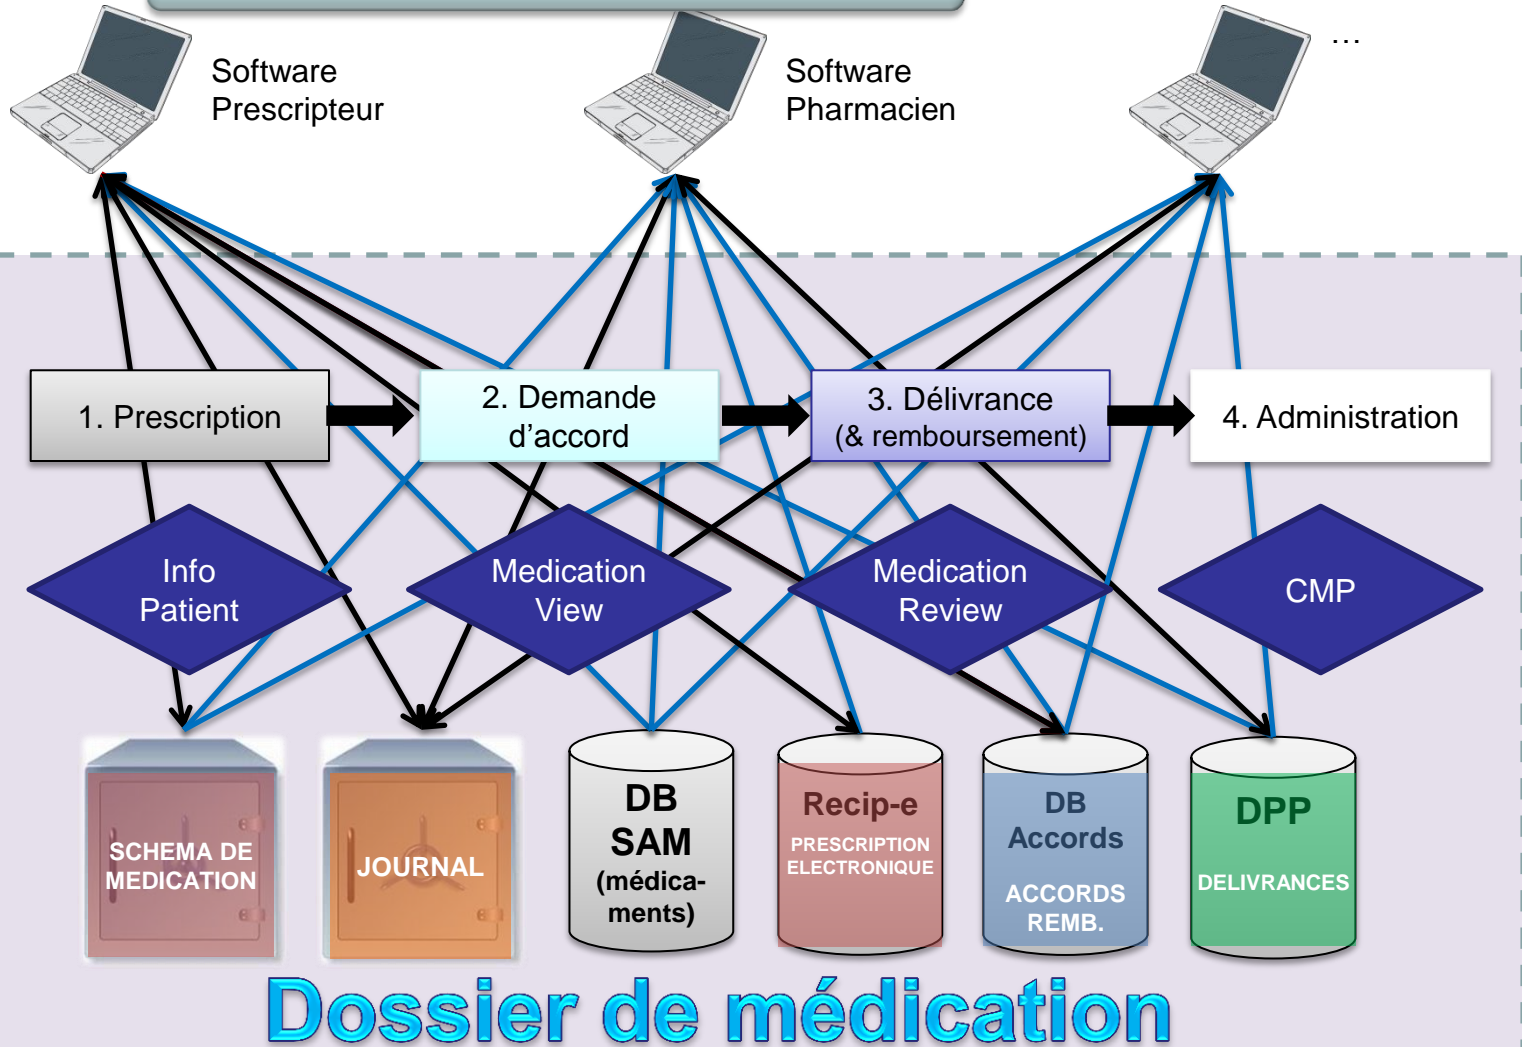 Software
Prescripteur
Software
Pharmacien
...
1. Prescription
2. Demande
d'accord
3. Délivrance
(& remboursement)
4. Administration
Info
Patient
Medication
View
Medication
Review
CMP
SCHEMA DE
MEDICATION
JOURNAL
DB
SAM
(médica-
ments)
Recip-e
PRESCRIPTION
ELECTRONIQUE
DB
Accords
ACCORDS
REMB.
DPP
DELIVRANCES
Dossier de médication